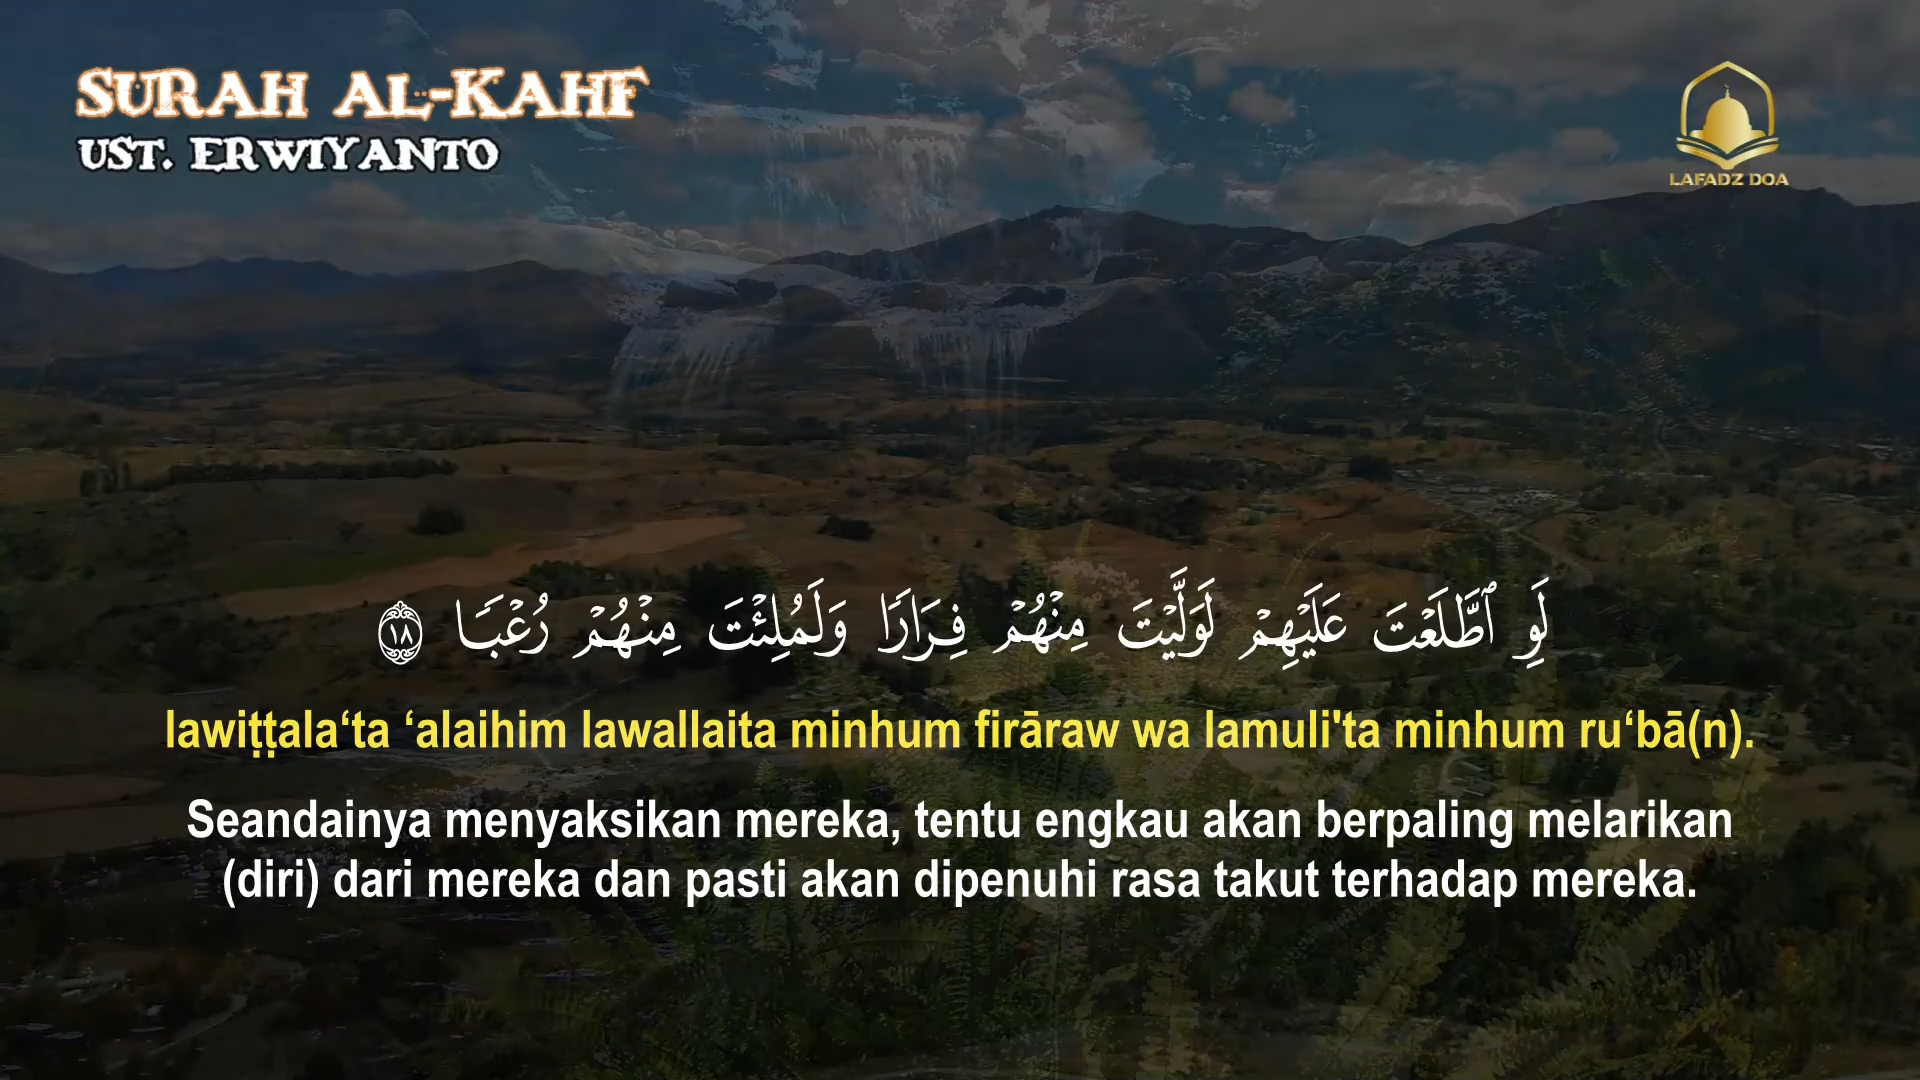 SURAH AL-KAHF
UST. ERWIYANTO
LAFADZ DOA
لَوِ ٱطَّلَعْتَ عَلَيْهِمْ لَوَلَّيْتَ مِنْهُمْ فِرَارًا وَلَمُلِئْتَ مِنْهُمْ رُعْبًا ١٨
lawiṭṭala‘ta ‘alaihim lawallaita minhum firāraw wa lamuli'ta minhum ru‘bā(n).
Seandainya menyaksikan mereka, tentu engkau akan berpaling melarikan
(diri) dari mereka dan pasti akan dipenuhi rasa takut terhadap mereka.